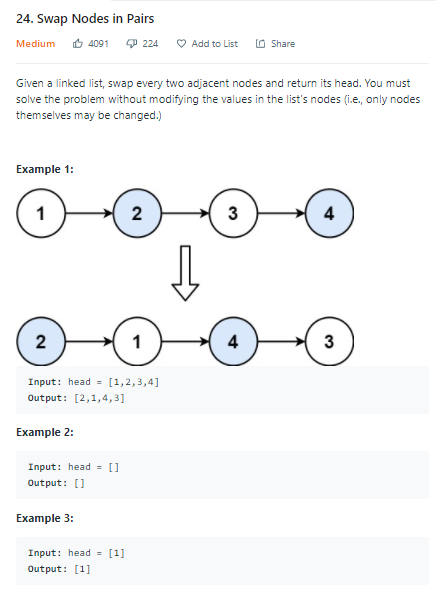 24. Swap Nodes in Pairs
Medium 4091 224 Add to List Share
Given a linked list, swap every two adjacent nodes and return its head. You must
solve the problem without modifying the values in the list's nodes (i.e., only nodes
themselves may be changed.)
Example 1:
1 2 3 4
2 1 4 3
Input: head = [1,2,3,4]
Output: [2,1,4,3]
Example 2:
Input: head = []
Output: []
Example 3:
Input: head = [1]
Output: [1]